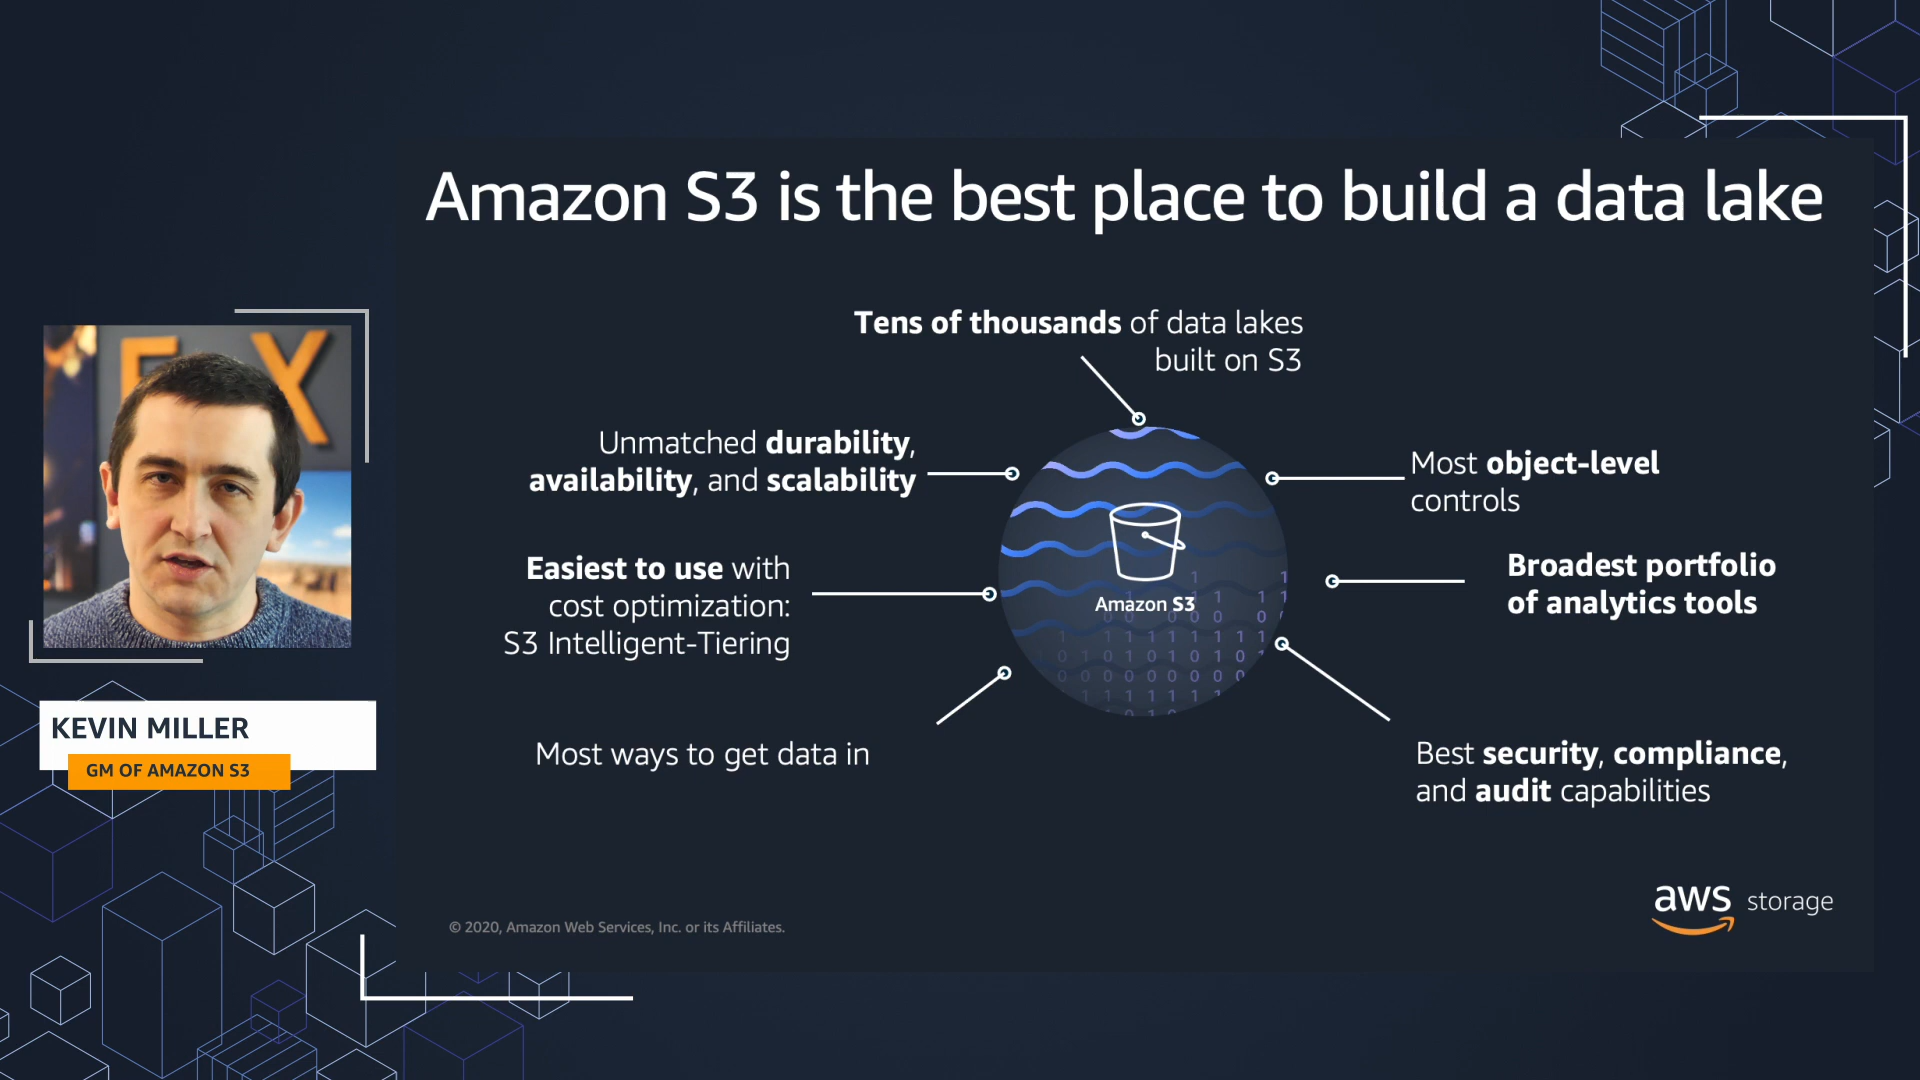 Amazon S3 is the best place to build a data lake
Tens of thousands of data lakes
built on S3
Unmatched durability,
availability, and scalability
Most object-level
controls
Easiest to use with
cost optimization:
S3 Intelligent-Tiering
Broadest portfolio
of analytics tools
Amazon S3
Most ways to get data in
Best security, compliance,
and audit capabilities
X
KEVIN MILLER
GM OF AMAZON S3
© 2020, Amazon Web Services, Inc. or its Affiliates.
aws storage